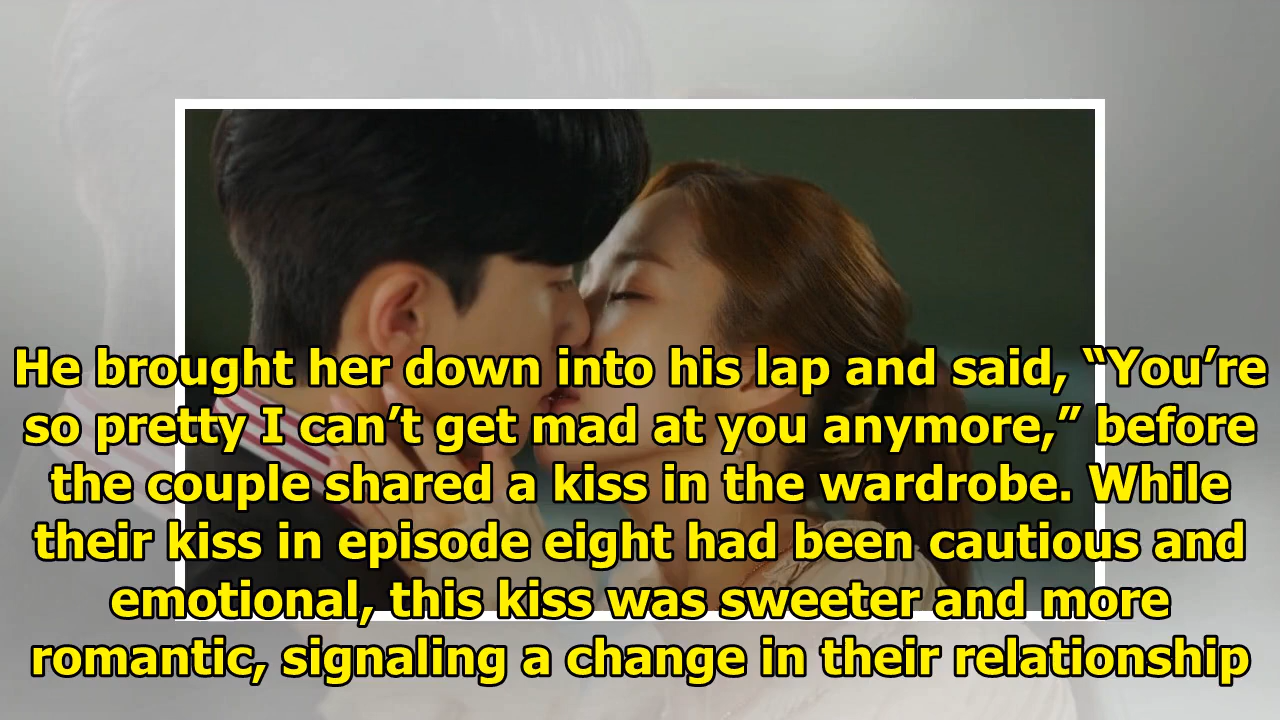 He brought her down into his lap and said, “You’re
so pretty I can’t get mad at you anymore,” before
the couple shared a kiss in the wardrobe. While
their kiss in episode eight had been cautious and
emotional, this kiss was sweeter and more
romantic, signaling a change in their relationship